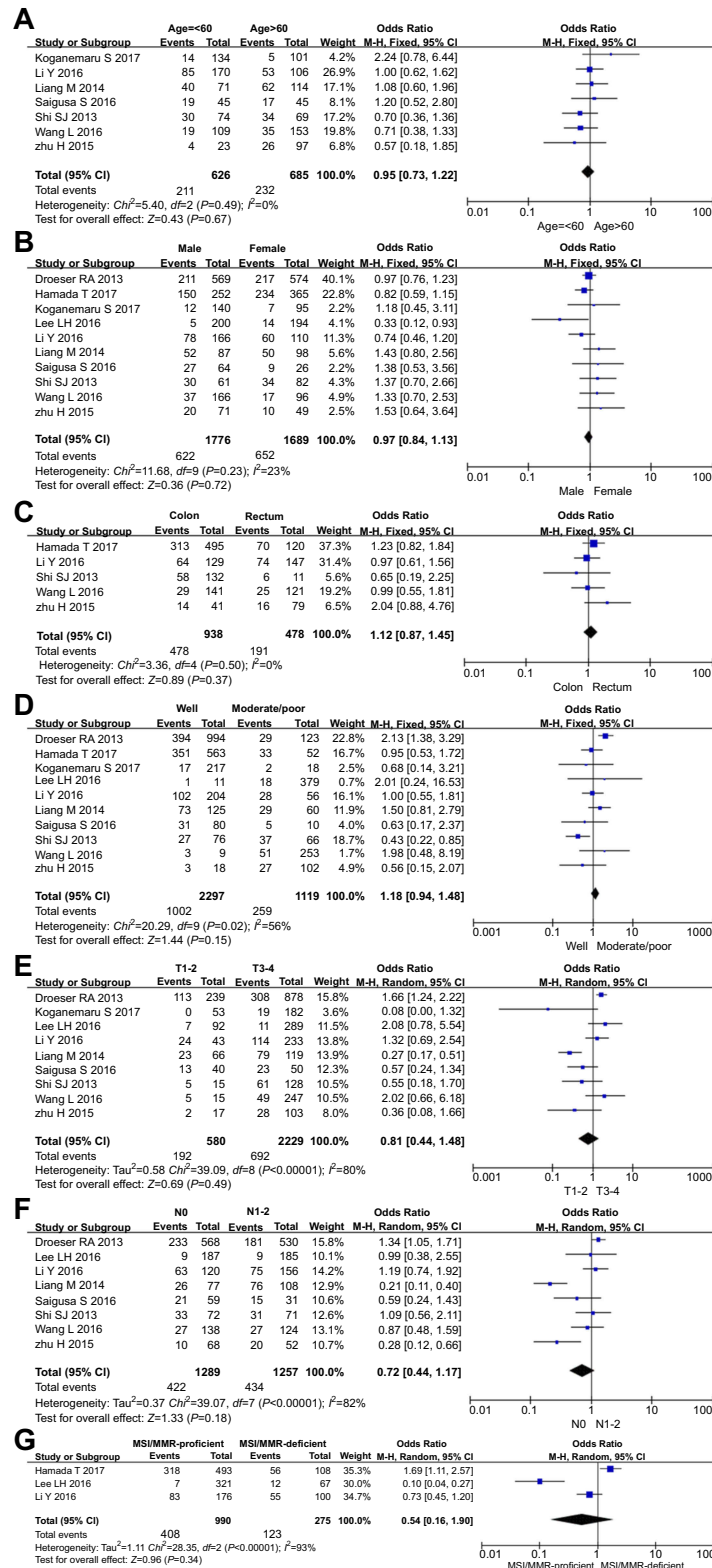 A
Age=<60 Age>60 Odds Ratio Odds Ratio
Study or Subgroup Events Total Events Total Weight M-H, Fixed, 95% CI M-H, Fixed, 95% CI
Koganemaru S 2017 14 134 5 101 4.2% 2.24 [0.78, 6.44]
Li Y 2016 85 170 53 106 26.9% 1.00 [0.62, 1.62]
Liang M 2014 40 71 62 114 17.1% 1.08 [0.60, 1.96]
Saigusa S 2016 19 45 17 45 8.1% 1.20 [0.52, 2.80]
Shi SJ 2013 30 74 34 69 17.2% 0.70 [0.36, 1.36]
Wang L 2016 19 109 35 153 19.8% 0.71 [0.38, 1.33]
zhu H 2015 4 23 26 97 6.8% 0.57 [0.18, 1.85]
Total (95% CI) 626 685 100.0% 0.95 [0.73, 1.22]
Total events 211 232
Heterogeneity: Chi²=5.40, df=2 (P=0.49); I²=0%
Test for overall effect: Z=0.43 (P=0.67)
0.01 0.1 1 10 100
Age=<60 Age>60
B
Male Female Odds Ratio Odds Ratio
Study or Subgroup Events Total Events Total Weight M-H, Fixed, 95% CI M-H, Fixed, 95% CI
Droeser RA 2013 211 569 217 574 40.1% 0.97 [0.76, 1.23]
Hamada T 2017 150 252 234 365 22.8% 0.82 [0.59, 1.15]
Koganemaru S 2017 12 140 7 95 2.2% 1.18 [0.45, 3.11]
Lee LH 2016 5 200 14 194 4.1% 0.33 [0.12, 0.93]
Li Y 2016 78 166 60 110 11.3% 0.74 [0.46, 1.20]
Liang M 2014 52 87 50 98 5.6% 1.43 [0.80, 2.56]
Saigusa S 2016 27 64 9 26 2.2% 1.38 [0.53, 3.56]
Shi SJ 2013 30 61 34 82 4.3% 1.37 [0.70, 2.66]
Wang L 2016 37 166 17 96 4.9% 1.33 [0.70, 2.53]
zhu H 2015 20 71 10 49 2.5% 1.53 [0.64, 3.64]
Total (95% CI) 1776 1689 100.0% 0.97 [0.84, 1.13]
Total events 622 652
Heterogeneity: Chi²=11.68, df=9 (P=0.23); I²=23%
Test for overall effect: Z=0.36 (P=0.72)
0.01 0.1 1 10 100
Male Female
C
Colon Rectum Odds Ratio Odds Ratio
Study or Subgroup Events Total Events Total Weight M-H, Fixed, 95% CI M-H, Fixed, 95% CI
Hamada T 2017 313 495 70 120 37.3% 1.23 [0.82, 1.84]
Li Y 2016 64 129 74 147 31.4% 0.97 [0.61, 1.56]
Shi SJ 2013 58 132 6 11 5.6% 0.65 [0.19, 2.25]
Wang L 2016 29 141 25 121 19.2% 0.99 [0.55, 1.81]
zhu H 2015 14 41 16 79 6.5% 2.04 [0.88, 4.76]
Total (95% CI) 938 478 100.0% 1.12 [0.87, 1.45]
Total events 478 191
Heterogeneity: Chi²=3.36, df=4 (P=0.50); I²=0%
Test for overall effect: Z=0.89 (P=0.37)
0.01 0.1 1 10 100
Colon Rectum
D
Well Moderate/poor Odds Ratio Odds Ratio
Study or Subgroup Events Total Events Total Weight M-H, Fixed, 95% CI M-H, Fixed, 95% CI
Droeser RA 2013 394 994 29 123 22.8% 2.13 [1.38, 3.29]
Hamada T 2017 351 563 33 52 16.7% 0.95 [0.53, 1.72]
Koganemaru S 2017 17 217 2 18 2.5% 0.68 [0.14, 3.21]
Lee LH 2016 1 11 18 379 0.7% 2.01 [0.24, 16.53]
Li Y 2016 102 204 28 56 16.1% 1.00 [0.55, 1.81]
Liang M 2014 73 125 29 60 11.9% 1.50 [0.81, 2.79]
Saigusa S 2016 31 80 5 10 4.0% 0.63 [0.17, 2.37]
Shi SJ 2013 27 76 37 66 18.7% 0.43 [0.22, 0.85]
Wang L 2016 3 9 51 253 1.7% 1.98 [0.48, 8.19]
zhu H 2015 3 18 27 102 4.9% 0.56 [0.15, 2.07]
Total (95% CI) 2297 1119 100.0% 1.18 [0.94, 1.48]
Total events 1002 259
Heterogeneity: Chi²=20.29, df=9 (P=0.02); I²=56%
Test for overall effect: Z=1.44 (P=0.15)
0.001 0.1 1 10 1000
Well Moderate/poor
E
T1-2 T3-4 Odds Ratio Odds Ratio
Study or Subgroup Events Total Events Total Weight M-H, Random, 95% CI M-H, Random, 95% CI
Droeser RA 2013 113 239 308 878 15.8% 1.66 [1.24, 2.22]
Koganemaru S 2017 0 53 19 182 3.6% 0.08 [0.00, 1.32]
Lee LH 2016 7 92 11 289 11.5% 2.08 [0.78, 5.54]
Li Y 2016 24 43 114 233 13.9% 1.32 [0.69, 2.54]
Liang M 2014 23 66 79 119 14.0% 0.27 [0.17, 0.51]
Saigusa S 2016 13 40 23 50 12.3% 0.57 [0.24, 1.34]
Shi SJ 2013 5 15 61 128 10.5% 0.55 [0.18, 1.70]
Wang L 2016 5 15 49 247 10.4% 2.02 [0.66, 6.18]
zhu H 2015 2 17 28 103 8.0% 0.36 [0.08, 1.66]
Total (95% CI) 580 2229 100.0% 0.81 [0.44, 1.48]
Total events 192 692
Heterogeneity: Tau²=0.58 Chi²=39.09, df=8 (P<0.00001); I²=80%
Test for overall effect: Z=0.69 (P=0.49)
0.001 0.1 1 10 1000
T1-2 T3-4
F
N0 N1-2 Odds Ratio Odds Ratio
Study or Subgroup Events Total Events Total Weight M-H, Random, 95% CI M-H, Random, 95% CI
Droeser RA 2013 233 568 181 530 15.8% 1.34 [1.05, 1.71]
Lee LH 2016 9 187 9 185 10.1% 0.99 [0.38, 2.55]
Li Y 2016 63 120 75 156 14.2% 1.19 [0.74, 1.92]
Liang M 2014 26 77 76 108 12.9% 0.21 [0.11, 0.40]
Saigusa S 2016 21 59 15 31 10.7% 0.59 [0.24, 1.43]
Shi SJ 2013 33 72 31 71 12.6% 1.09 [0.56, 2.11]
Wang L 2016 27 138 27 124 13.1% 0.87 [0.48, 1.59]
zhu H 2015 10 68 20 52 10.7% 0.28 [0.12, 0.66]
Total (95% CI) 1289 1257 100.0% 0.72 [0.44, 1.17]
Total events 422 434
Heterogeneity: Tau²=0.37 Chi²=39.07, df=7 (P<0.00001); I²=82%
Test for overall effect: Z=1.33 (P=0.18)
0.01 0.1 1 10 100
N0 N1-2
G
MSI/MMR-proficient MSI/MMR-deficient Odds Ratio Odds Ratio
Study or Subgroup Events Total Events Total Weight M-H, Random, 95% CI M-H, Random, 95% CI
Hamada T 2017 318 493 56 108 35.3% 1.69 [1.11, 2.57]
Lee LH 2016 7 321 12 67 30.0% 0.10 [0.04, 0.27]
Li Y 2016 83 176 55 100 34.7% 0.73 [0.45, 1.20]
Total (95% CI) 990 275 100.0% 0.54 [0.16, 1.90]
Total events 408 123
Heterogeneity: Tau²=1.11 Chi²=28.35, df=2 (P<0.00001); I²=93%
Test for overall effect: Z=0.96 (P=0.34)
0.01 0.1 1 10 100
MSI/MMR-proficient MSI/MMR-deficient